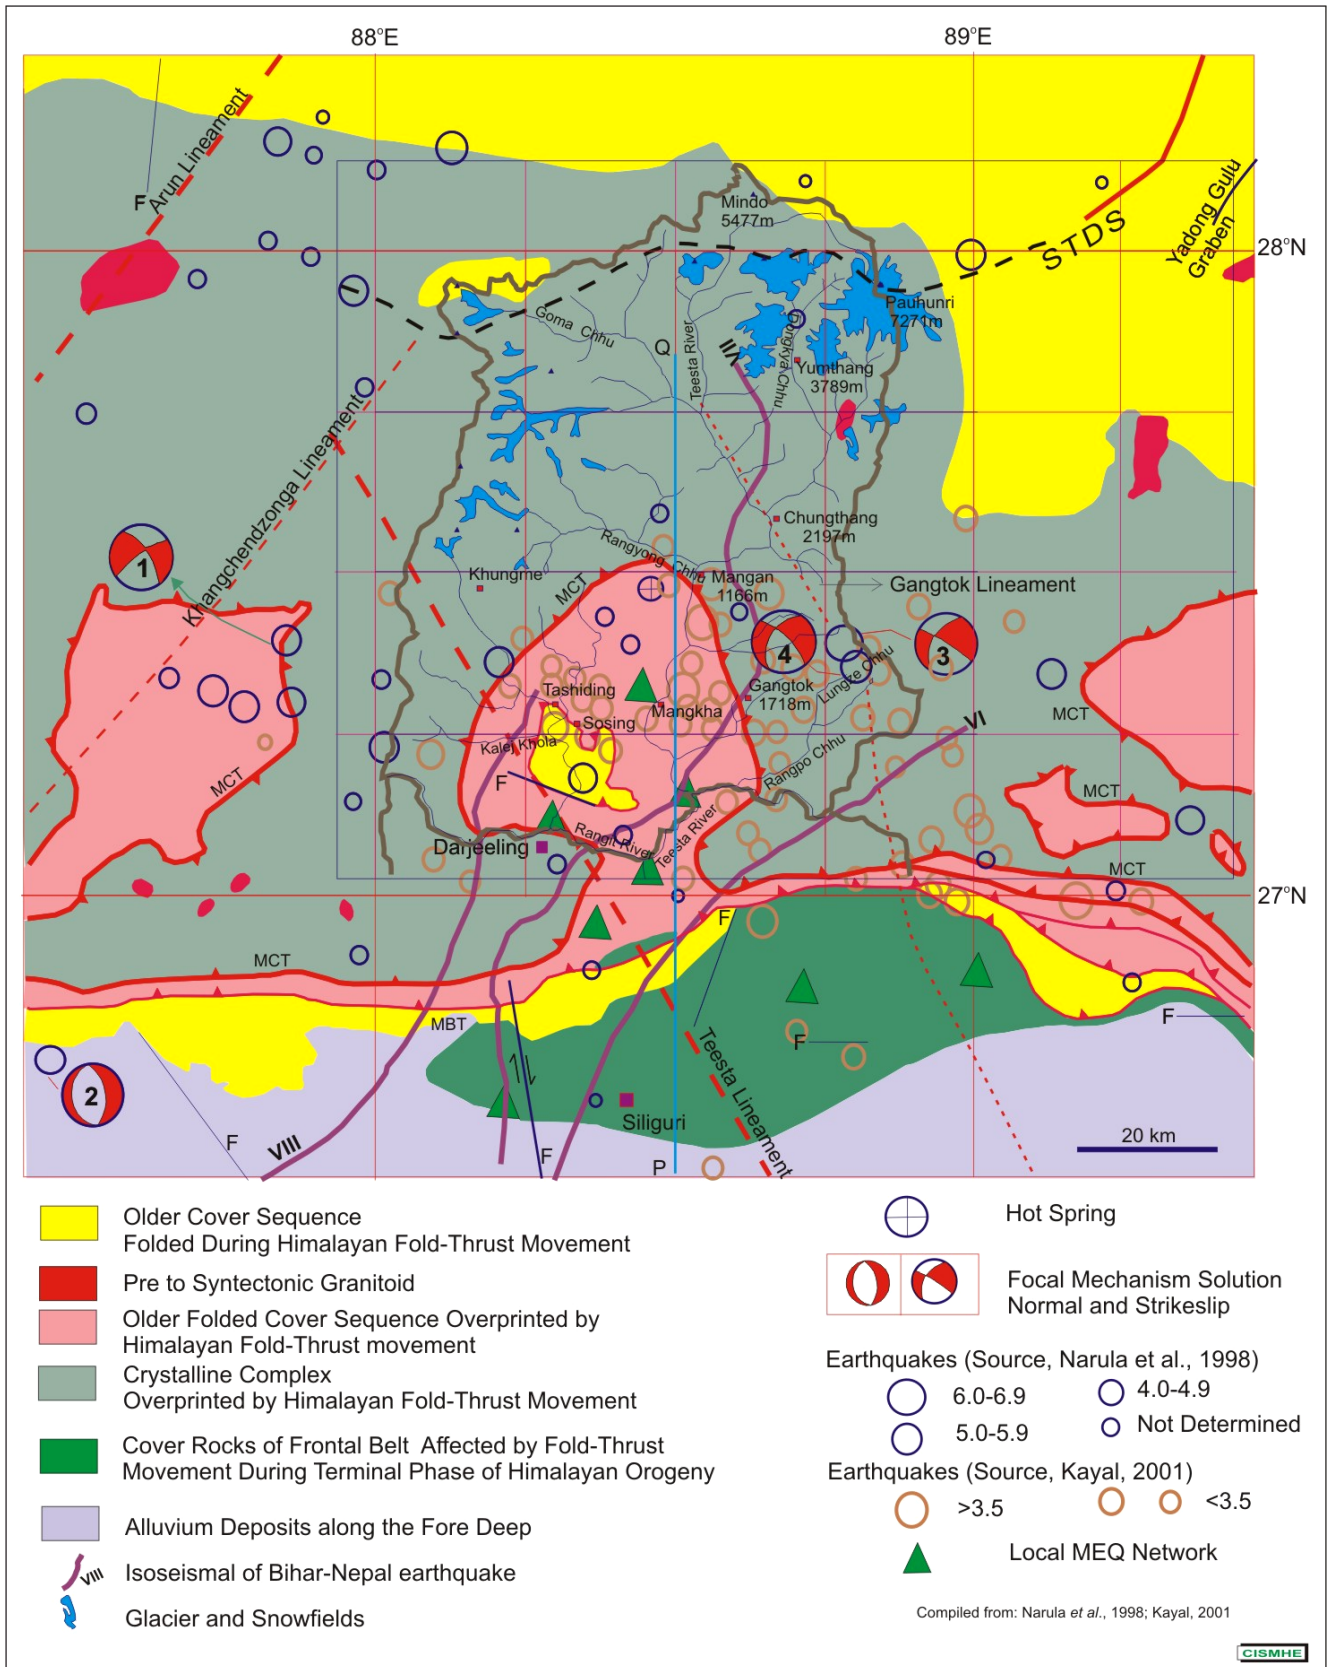 88°E
89°E
Arun Lineament
F
Mindo
5477m
STDS
Yadong Gulu
Graben
28°N
Pauhunri
7271m
Goma Chhu
Q
Teesta River
VII
Dongkya Chhu
Yumthang
3789m
Khangchendzonga Lineament
Chungthang
2197m
1
Rangyong Chhu
Khungme
MCT
Mangan
1166m
Gangtok Lineament
4
3
Lungze Chhu
Tashiding
Gangtok
1718m
Mangkha
Sosing
MCT
VI
Kalej Khola
F
Rangpo Chhu
MCT
MCT
Rangit River
Teesta River
Darjeeling
MCT
27°N
F
MCT
MBT
F
F
2
Teesta Lineament
Siliguri
F
VIII
F
P
20 km
Older Cover Sequence
Folded During Himalayan Fold-Thrust Movement
Pre to Syntectonic Granitoid
Older Folded Cover Sequence Overprinted by
Himalayan Fold-Thrust movement
Crystalline Complex
Overprinted by Himalayan Fold-Thrust Movement
Cover Rocks of Frontal Belt Affected by Fold-Thrust
Movement During Terminal Phase of Himalayan Orogeny
Alluvium Deposits along the Fore Deep
VIII
Isoseismal of Bihar-Nepal earthquake
Glacier and Snowfields
Hot Spring
Focal Mechanism Solution
Normal and Strikeslip
Earthquakes (Source, Narula et al., 1998)
6.0-6.9
4.0-4.9
5.0-5.9
Not Determined
Earthquakes (Source, Kayal, 2001)
>3.5
<3.5
Local MEQ Network
Compiled from: Narula et al., 1998; Kayal, 2001
CISMHE